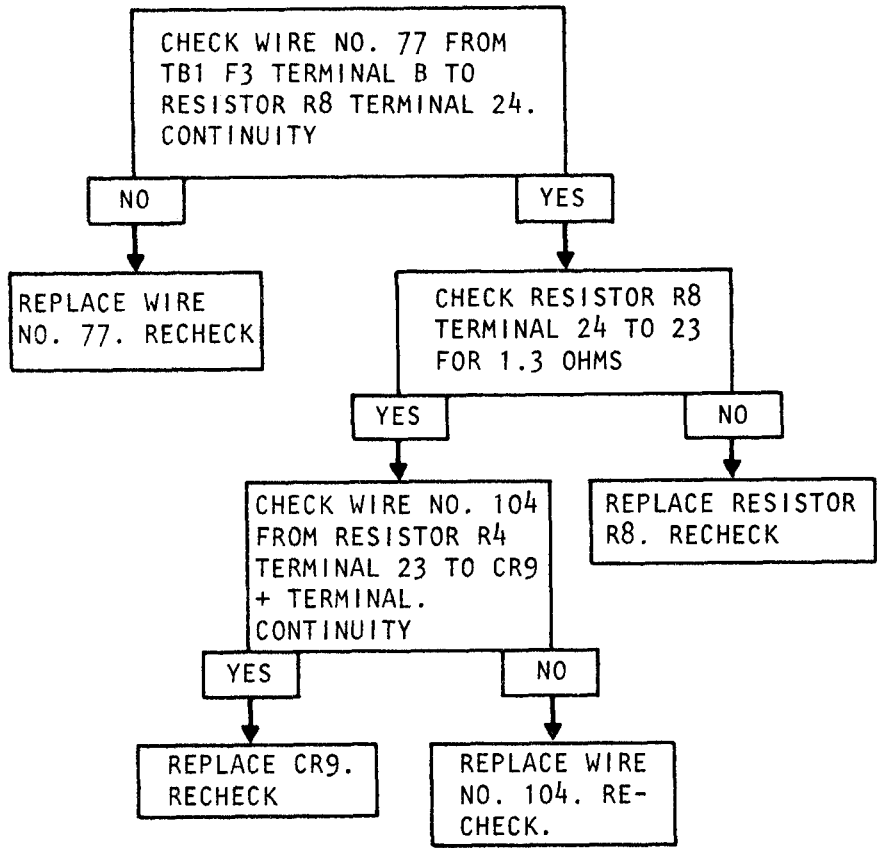 CHECK WIRE NO. 77 FROM
TB1 F3 TERMINAL B TO
RESISTOR R8 TERMINAL 24.
CONTINUITY
NO
YES
REPLACE WIRE
NO. 77. RECHECK
CHECK RESISTOR R8
TERMINAL 24 TO 23
FOR 1.3 OHMS
YES
NO
CHECK WIRE NO. 104
FROM RESISTOR R4
TERMINAL 23 TO CR9
+ TERMINAL.
CONTINUITY
REPLACE RESISTOR
R8. RECHECK
YES
NO
REPLACE CR9.
RECHECK
REPLACE WIRE
NO. 104. RE-
CHECK.